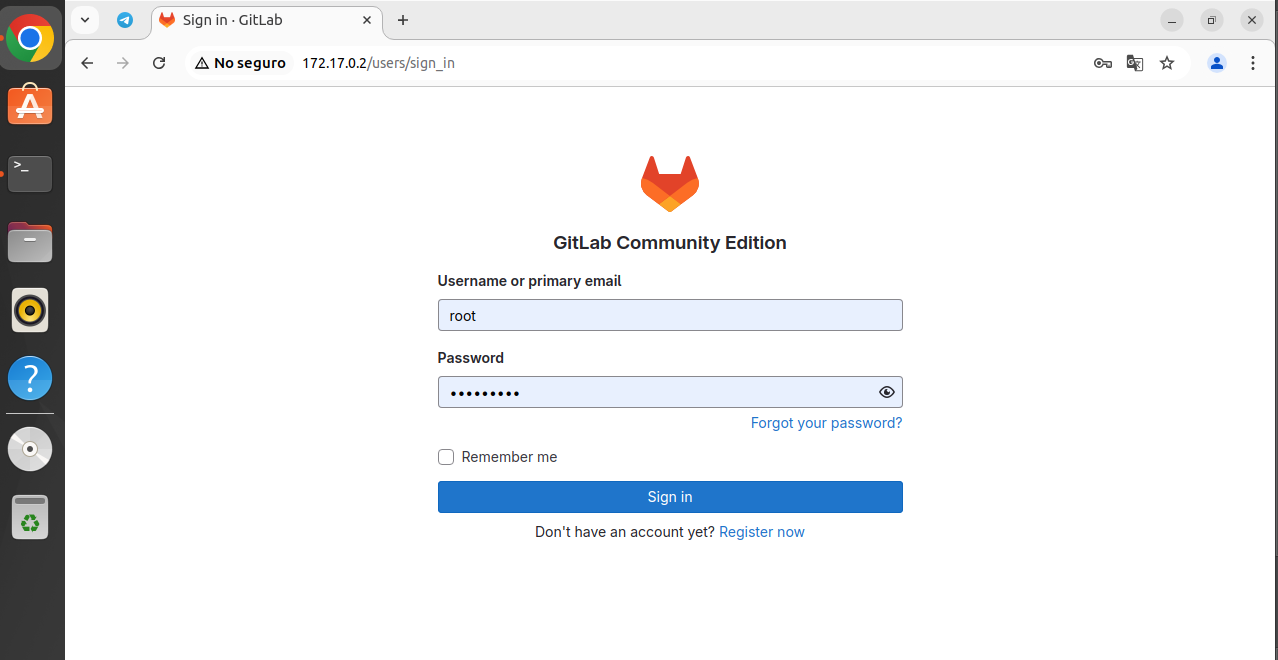 Sign in · GitLab
No seguro 172.17.0.2/users/sign_in
>_
GitLab Community Edition
Username or primary email
root
Password
•••••••••
Forgot your password?
Remember me
Sign in
Don't have an account yet? Register now